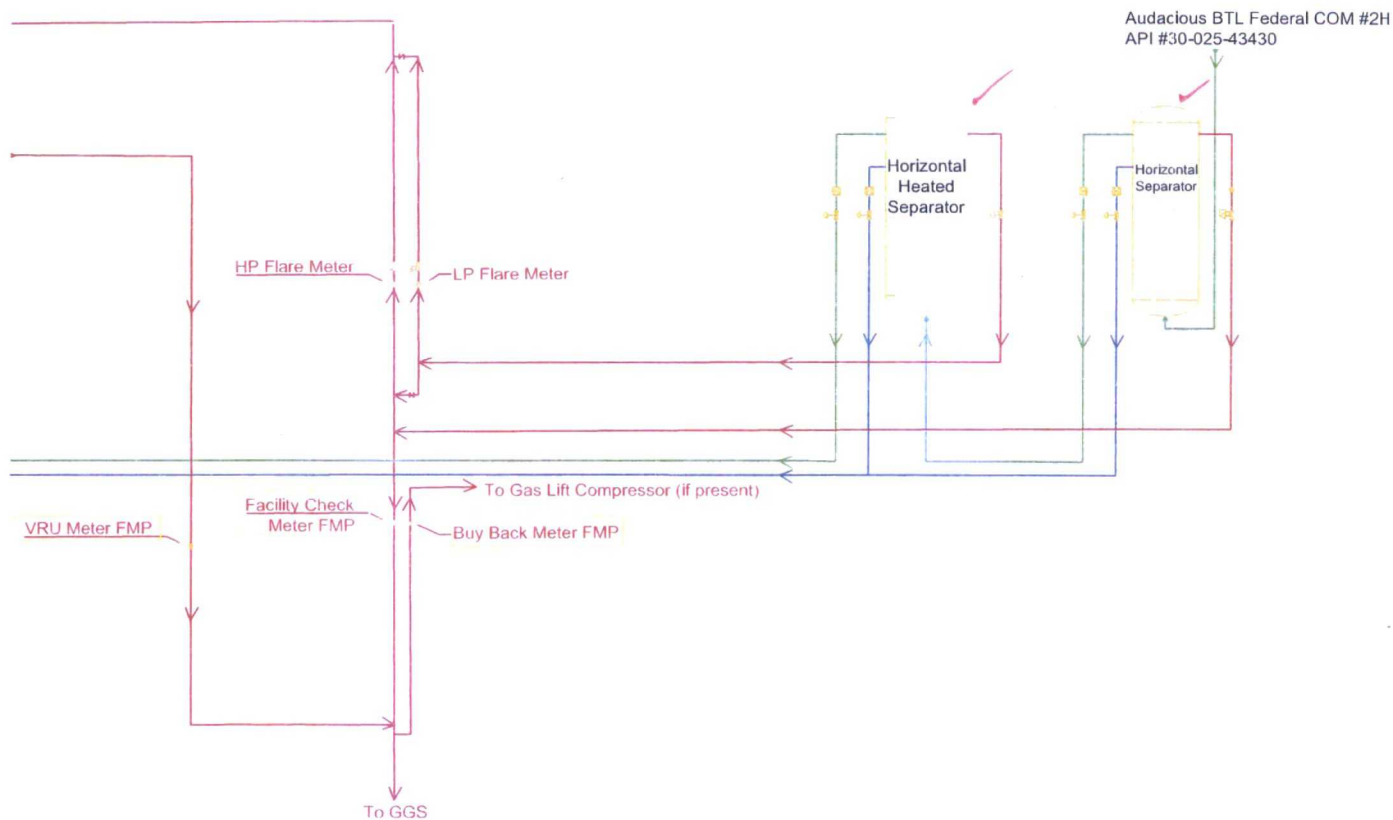 Audacious BTL Federal COM #2H
API #30-025-43430
Horizontal
Heated
Separator
Horizontal
Separator
HP Flare Meter
LP Flare Meter
To Gas Lift Compressor (if present)
Facility Check
Meter FMP
VRU Meter FMP
Buy Back Meter FMP
To GGS